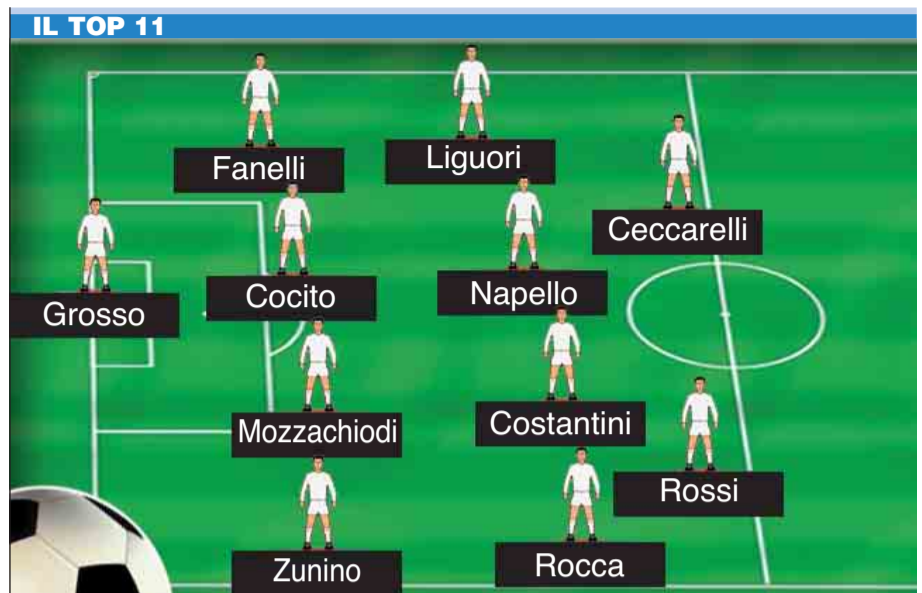 IL TOP 11
Fanelli
Liguori
Ceccarelli
Grosso
Cocito
Napello
Mozzachiodi
Costantini
Rossi
Zunino
Rocca